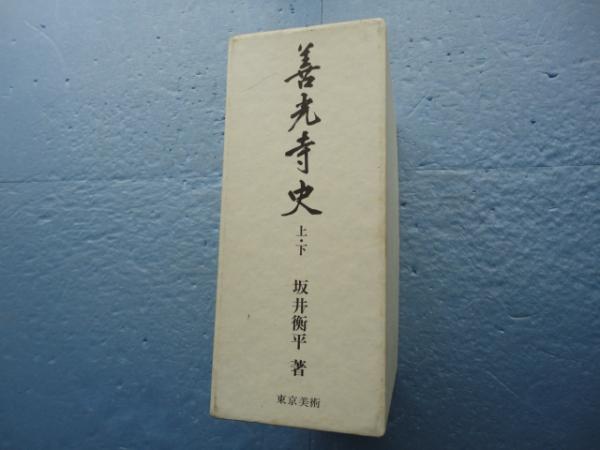 善光寺史
上・下
坂井衡平 著
東京美術